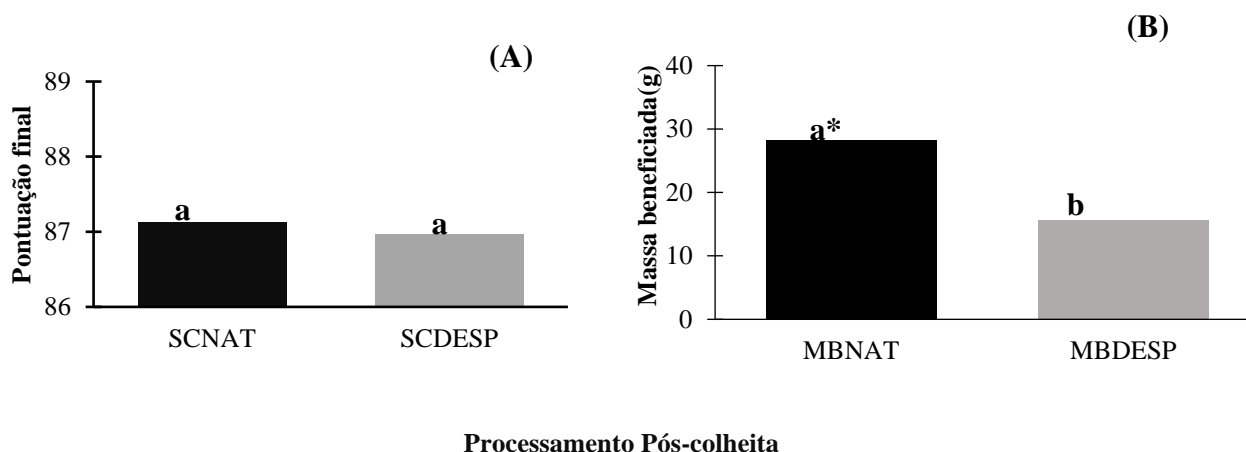 (A)
Pontuação final
89
88
87
86
a
a
SCNAT SCDESP
(B)
Massa beneficiada(g)
40
30
20
10
0
a*
b
MBNAT MBDESP
Processamento Pós-colheita